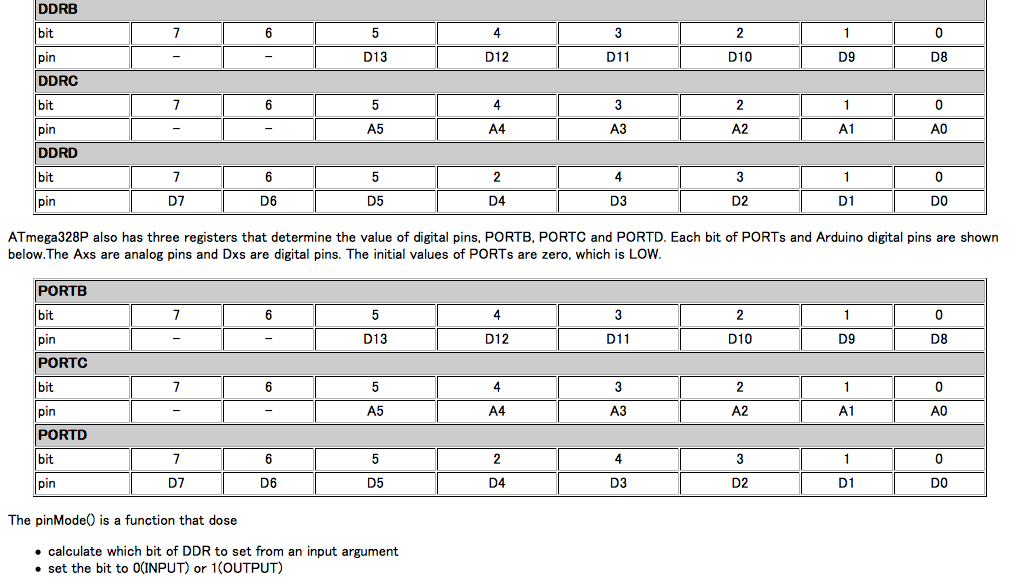 DDRB
bit 7 6 5 4 3 2 1 0
pin – – D13 D12 D11 D10 D9 D8
DDRC
bit 7 6 5 4 3 2 1 0
pin – – A5 A4 A3 A2 A1 A0
DDRD
bit 7 6 5 2 4 3 1 0
pin D7 D6 D5 D4 D3 D2 D1 D0
ATmega328P also has three registers that determine the value of digital pins, PORTB, PORTC and PORTD. Each bit of PORTs and Arduino digital pins are shown
below.The Axs are analog pins and Dxs are digital pins. The initial values of PORTs are zero, which is LOW.
PORTB
bit 7 6 5 4 3 2 1 0
pin – – D13 D12 D11 D10 D9 D8
PORTC
bit 7 6 5 4 3 2 1 0
pin – – A5 A4 A3 A2 A1 A0
PORTD
bit 7 6 5 2 4 3 1 0
pin D7 D6 D5 D4 D3 D2 D1 D0
The pinMode() is a function that dose
• calculate which bit of DDR to set from an input argument
• set the bit to 0(INPUT) or 1(OUTPUT)